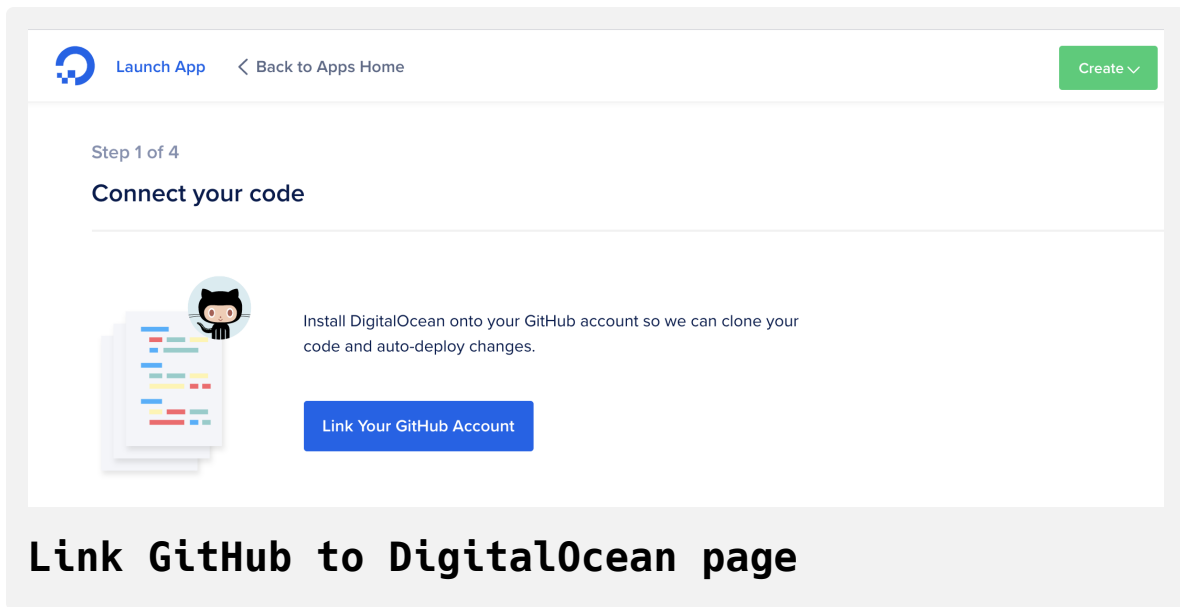 Launch App
Back to Apps Home
Create
Step 1 of 4
Connect your code
Install DigitalOcean onto your GitHub account so we can clone your
code and auto-deploy changes.
Link Your GitHub Account
Link GitHub to DigitalOcean page